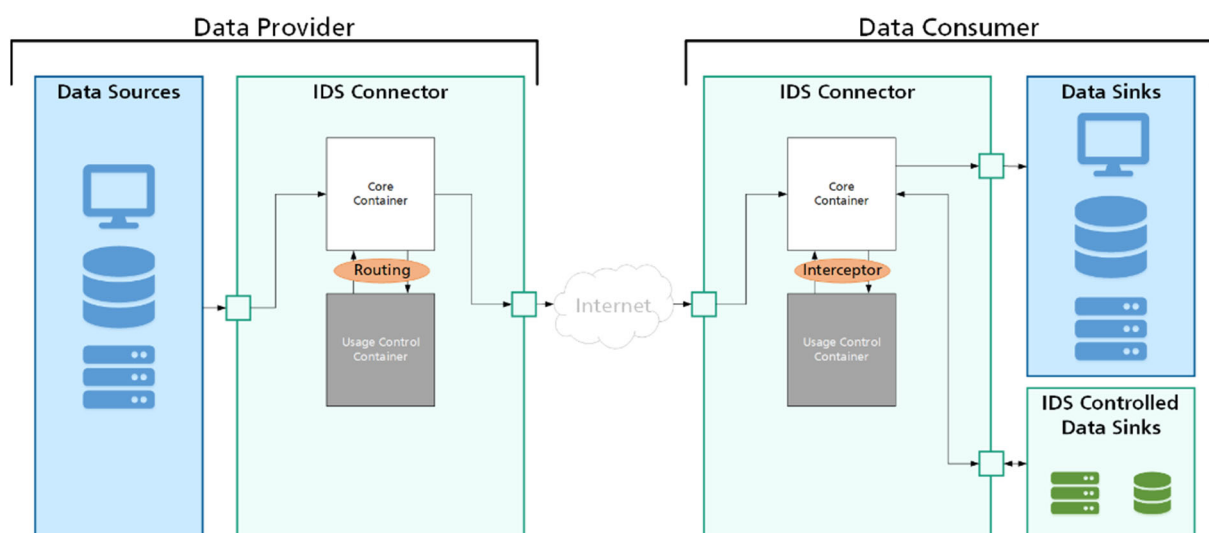 Data Provider
Data Consumer
Data Sources
IDS Connector
IDS Connector
Data Sinks
Core
Container
Core
Container
Routing
Interceptor
Internet
Usage Control
Container
Usage Control
Container
IDS Controlled
Data Sinks